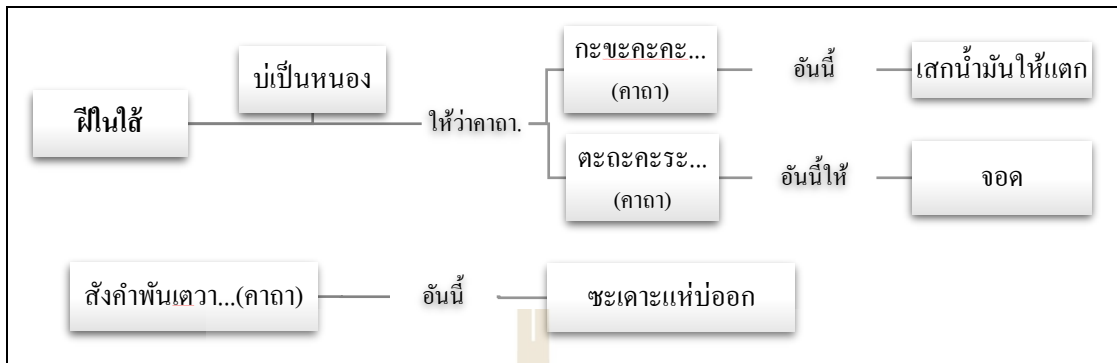 ฝีในใส้
บ่เป็นหนอง
ให้ว่าคาถา.
กะขะคะคะ...
(คาถา)
อันนี้
เสกน้ำมันให้แตก
ตะถะคะระ...
(คาถา)
อันนี้ให้
จอด
สังคำพันเตวา...(คาถา)
อันนี้
ซะเดาะแห่บ่ออก